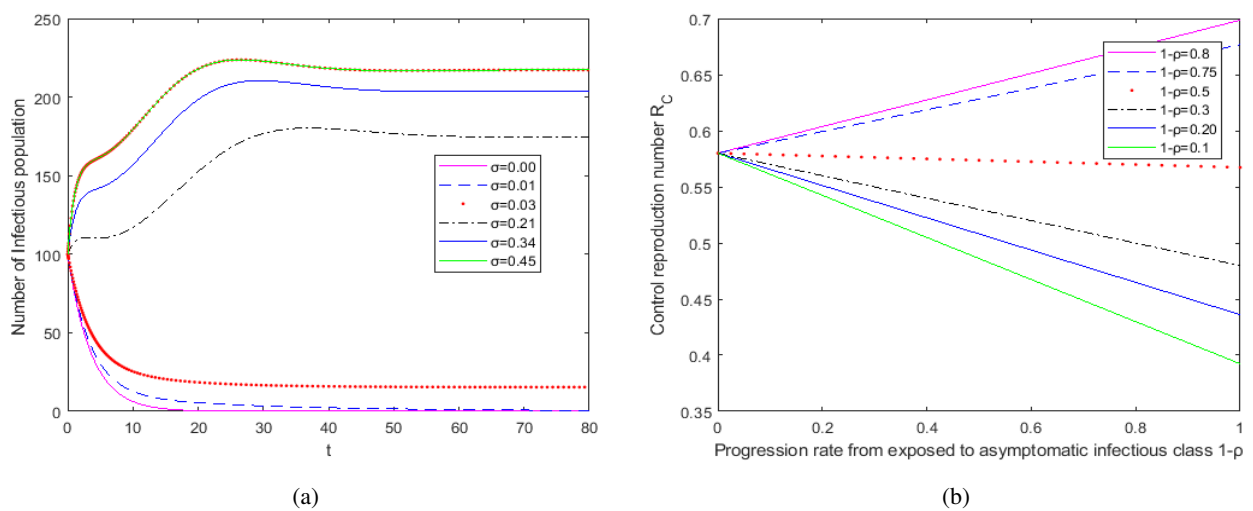 250
200
150
100
50
0
Number of Infectious population
0 10 20 30 40 50 60 70 80
t
σ=0.00
σ=0.01
σ=0.03
σ=0.21
σ=0.34
σ=0.45
(a)
0.7
0.65
0.6
0.55
0.5
0.45
0.4
0.35
Control reproduction number R_C
0 0.2 0.4 0.6 0.8 1
Progression rate from exposed to asymptomatic infectious class 1-ρ
1-ρ=0.8
1-ρ=0.75
1-ρ=0.5
1-ρ=0.3
1-ρ=0.20
1-ρ=0.1
(b)